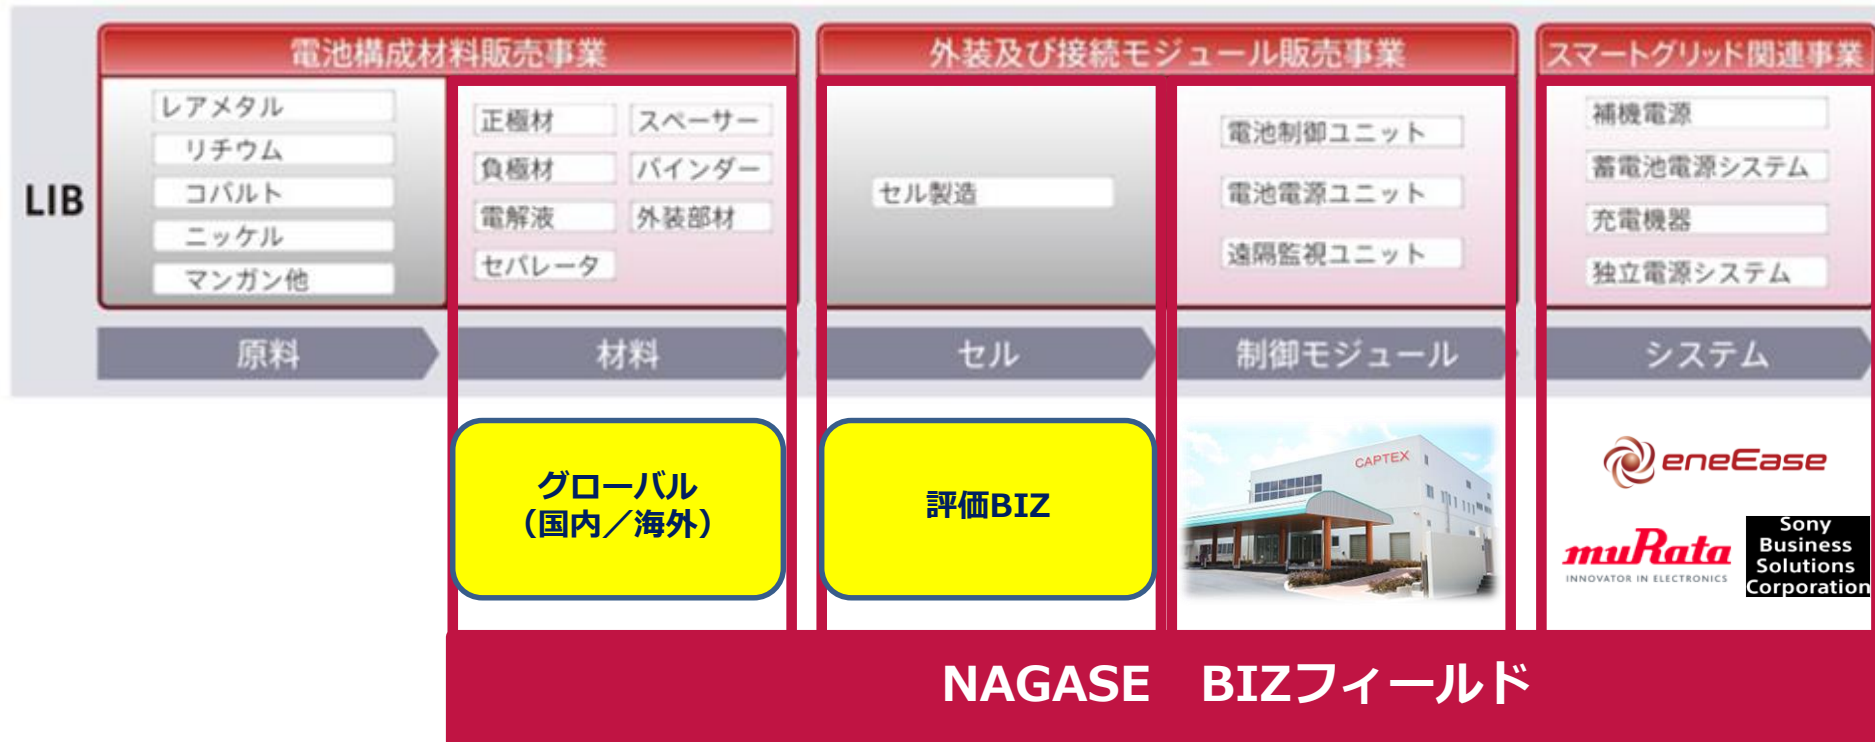 電池構成材料販売事業
外装及び接続モジュール販売事業
スマートグリッド関連事業
LIB
レアメタル
リチウム
コバルト
ニッケル
マンガン他
正極材
スペーサー
負極材
バインダー
電解液
外装部材
セパレータ
セル製造
電池制御ユニット
電池電源ユニット
遠隔監視ユニット
補機電源
蓄電池電源システム
充電機器
独立電源システム
原料
材料
セル
制御モジュール
システム
グローバル
（国内／海外）
評価BIZ
CAPTEX
eneEase
muRata
INNOVATOR IN ELECTRONICS
Sony
Business
Solutions
Corporation
NAGASE　BIZフィールド